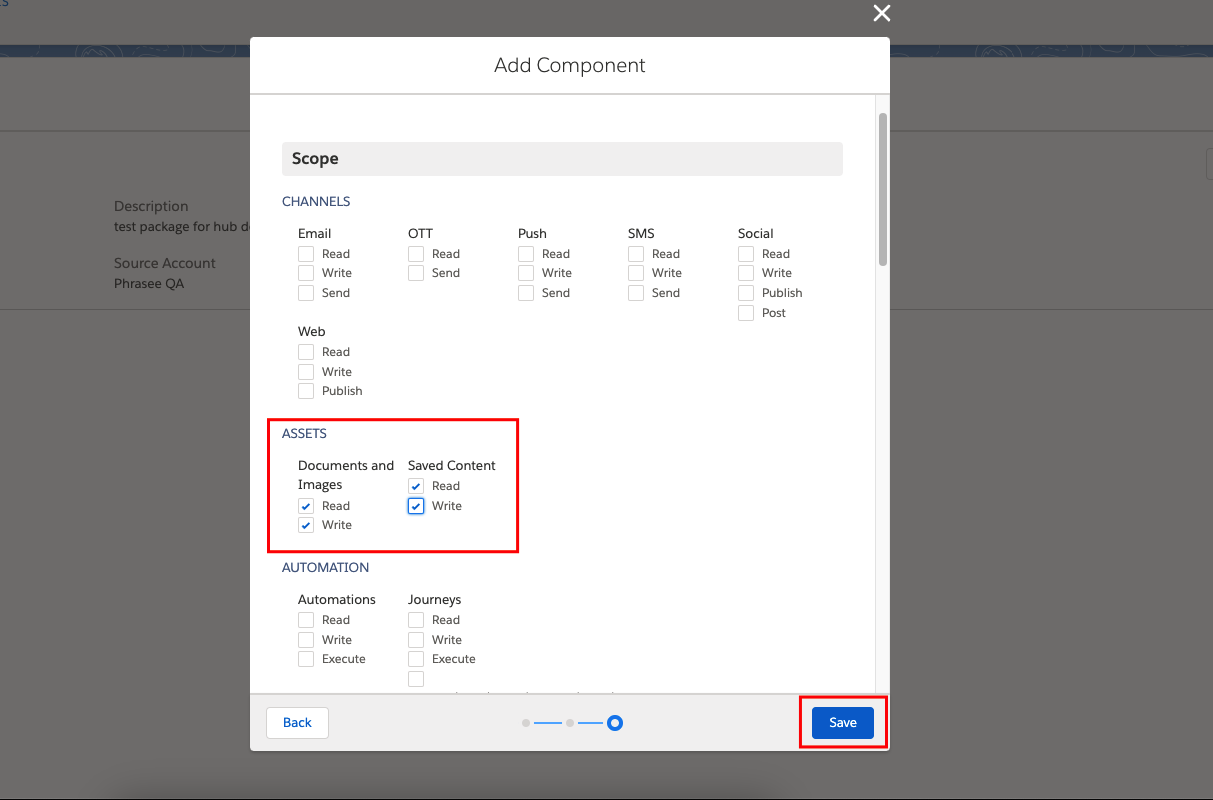 Add Component
Description
test package for hub
Source Account
Phrasee QA
Scope
CHANNELS
Email
Read
Write
Send
OTT
Read
Send
Push
Read
Write
Send
SMS
Read
Write
Send
Social
Read
Write
Publish
Post
Web
Read
Write
Publish
ASSETS
Documents and
Images
Read
Write
Saved Content
Read
Write
AUTOMATION
Automations
Read
Write
Execute
Journeys
Read
Write
Execute
Back
Save